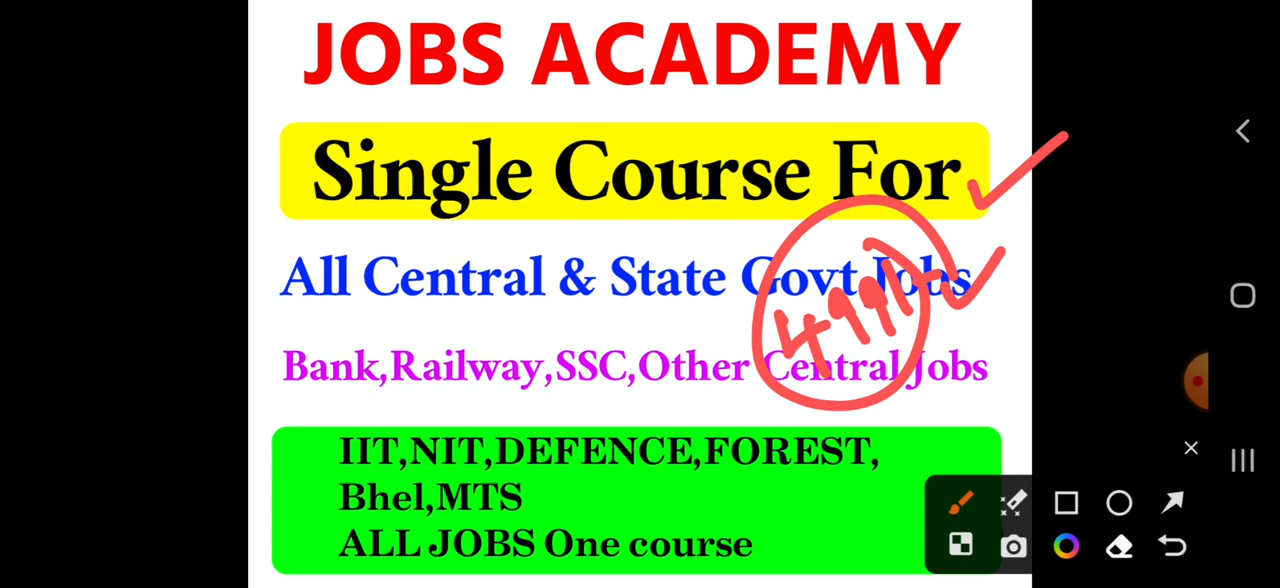 JOBS ACADEMY
Single Course For
All Central & State Govt Jobs
499/-
Bank,Railway,SSC,Other Central Jobs
IIT,NIT,DEFENCE,FOREST,
Bhel,MTS
ALL JOBS One course